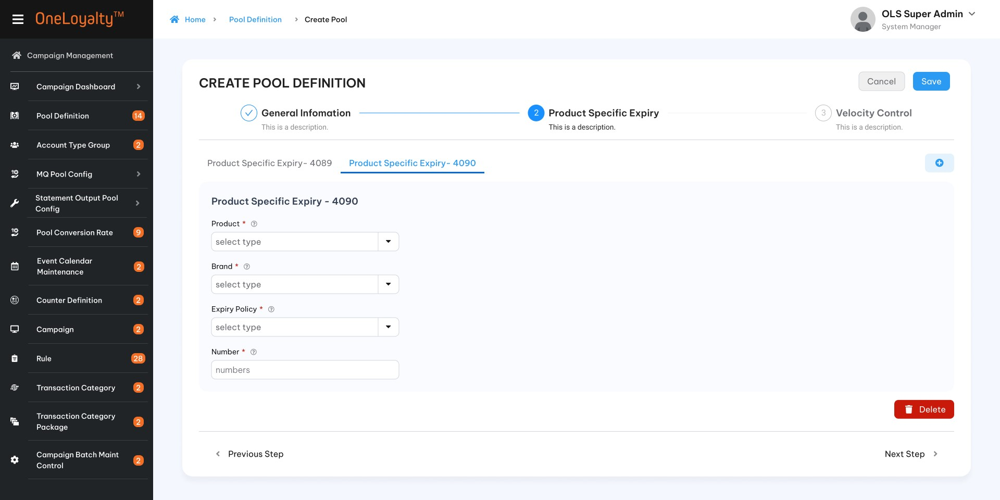 OneLoyalty™
Home
Pool Definition
Create Pool
OLS Super Admin
System Manager
Campaign Management
Campaign Dashboard
Pool Definition 14
Account Type Group 2
MQ Pool Config
Statement Output Pool
Config
Pool Conversion Rate 9
Event Calendar
Maintenance 2
Counter Definition 2
Campaign 2
Rule 28
Transaction Category 2
Transaction Category
Package 2
Campaign Batch Maint
Control 2
CREATE POOL DEFINITION
Cancel
Save
General Infomation
This is a description.
2 Product Specific Expiry
This is a description.
3 Velocity Control
This is a description.
Product Specific Expiry- 4089
Product Specific Expiry- 4090
Product Specific Expiry - 4090
Product *
select type
Brand *
select type
Expiry Policy *
select type
Number *
numbers
Delete
Previous Step
Next Step